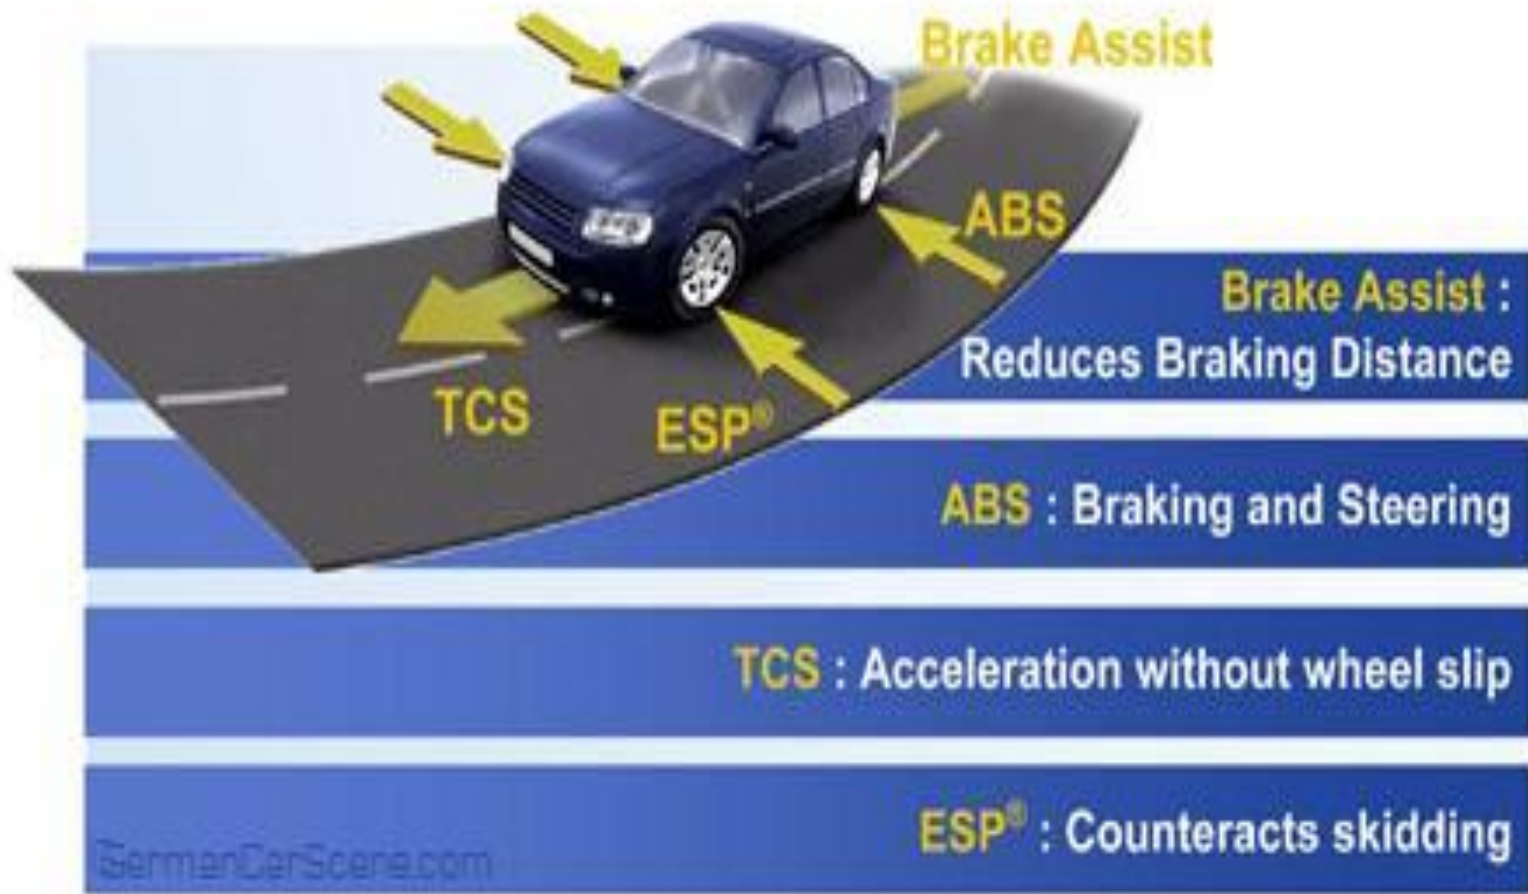 Brake Assist
ABS
TCS
ESP®
Brake Assist :
Reduces Braking Distance
ABS : Braking and Steering
TCS : Acceleration without wheel slip
ESP® : Counteracts skidding
GermanCarScene.com